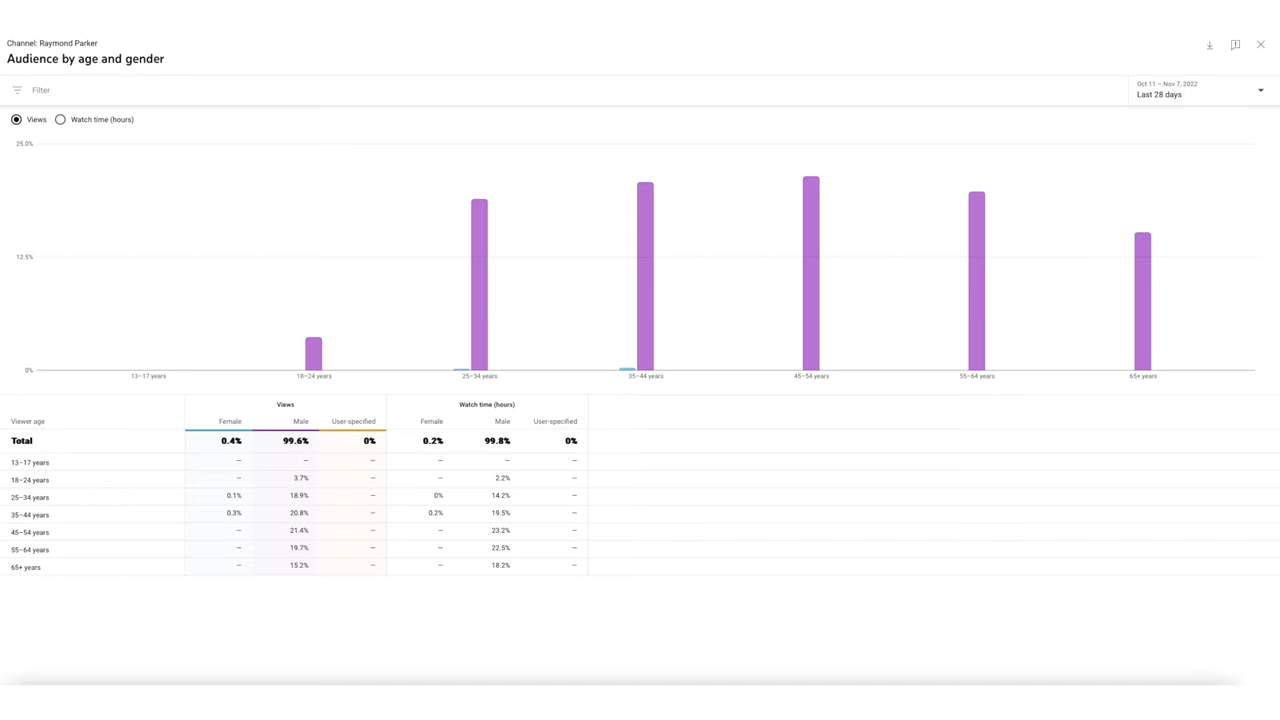 Channel: Raymond Parker
Audience by age and gender
Filter
Oct 11 – Nov 7, 2022
Last 28 days
Views Watch time (hours)
25.0%
12.5%
0%
13–17 years 18–24 years 25–34 years 35–44 years 45–54 years 55–64 years 65+ years
Views Watch time (hours)
Viewer age Female Male User-specified Female Male User-specified
Total 0.4% 99.6% 0% 0.2% 99.8% 0%
13–17 years — — — — — —
18–24 years — 3.7% — — 2.2% —
25–34 years 0.1% 18.9% — 0% 14.2% —
35–44 years 0.3% 20.8% — 0.2% 19.5% —
45–54 years — 21.4% — — 23.2% —
55–64 years — 19.7% — — 22.5% —
65+ years — 15.2% — — 18.2% —